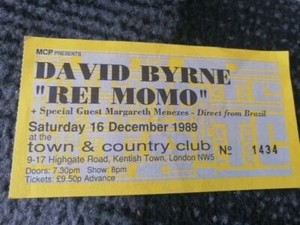 MCP PRESENTS
DAVID BYRNE
"REI MOMO"
+ Special Guest Margareth Menezes - Direct from Brazil
Saturday 16 December 1989
at the
town & country club
9-17 Highgate Road, Kentish Town, London NW5
Doors: 7.30pm Show: 8pm
Tickets: £9.50p Advance
Nº 1434